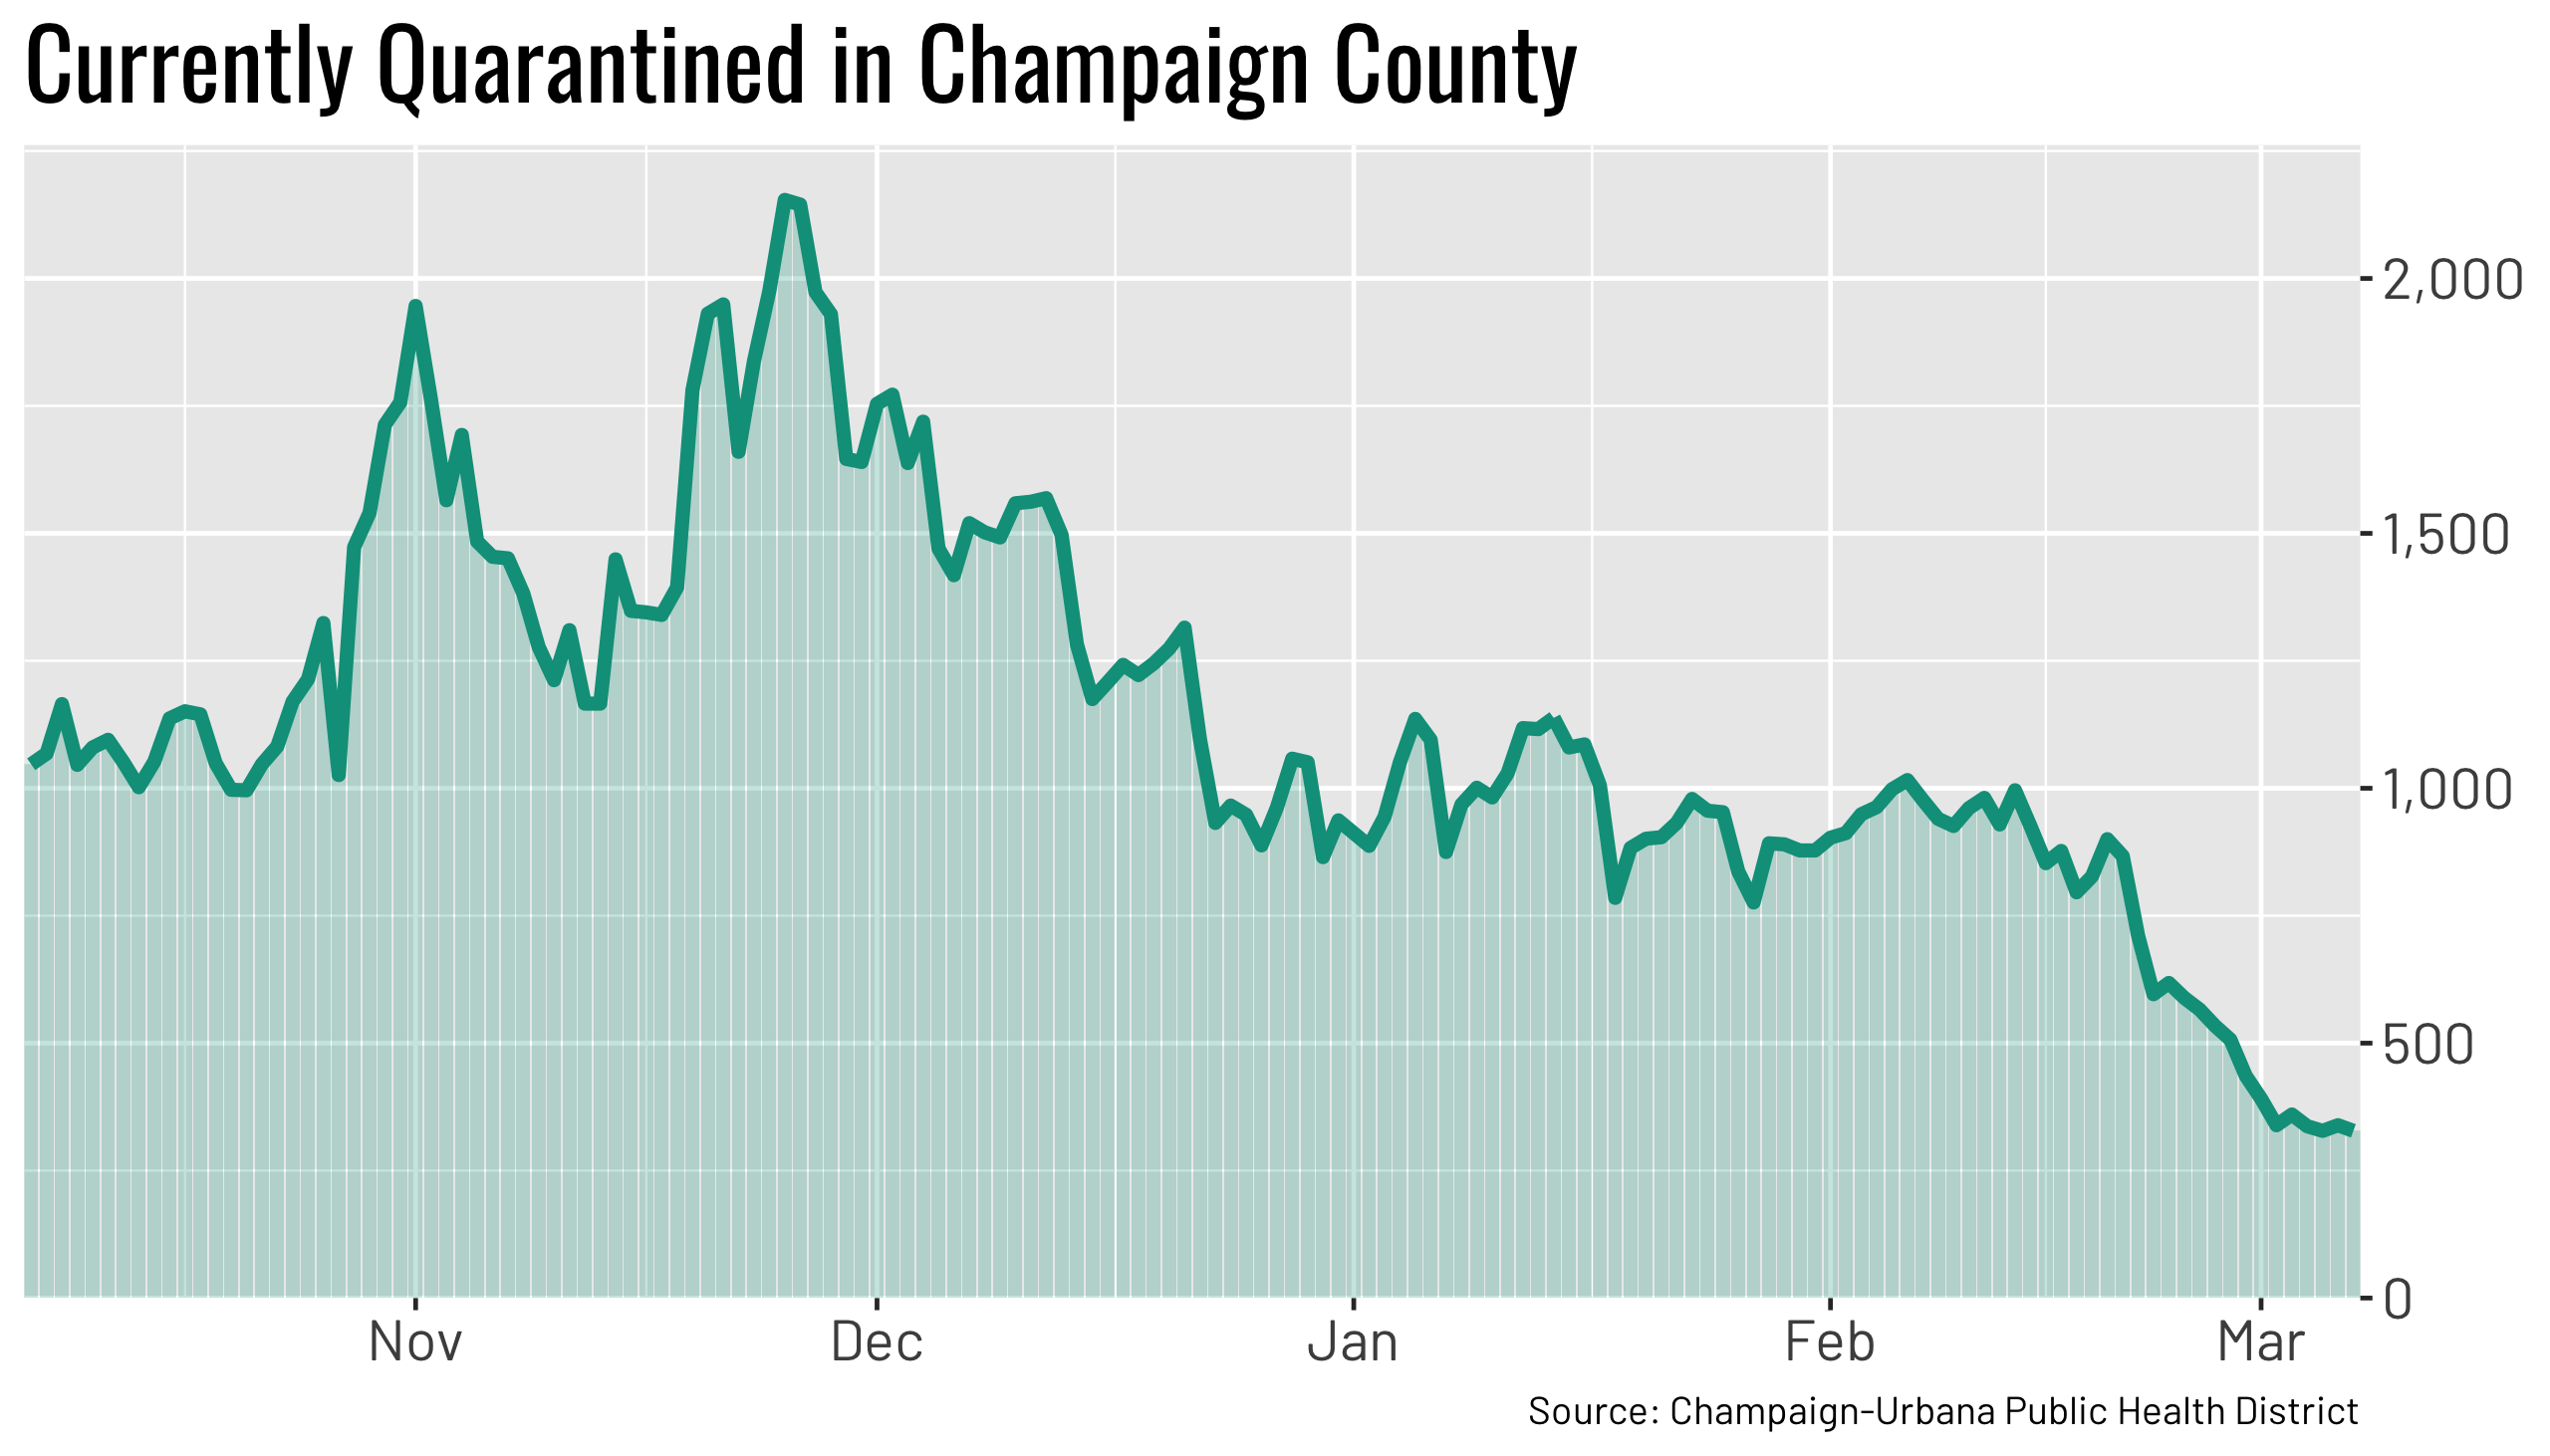 Currently Quarantined in Champaign County
2,000
1,500
1,000
500
0
Nov Dec Jan Feb Mar
Source: Champaign-Urbana Public Health District